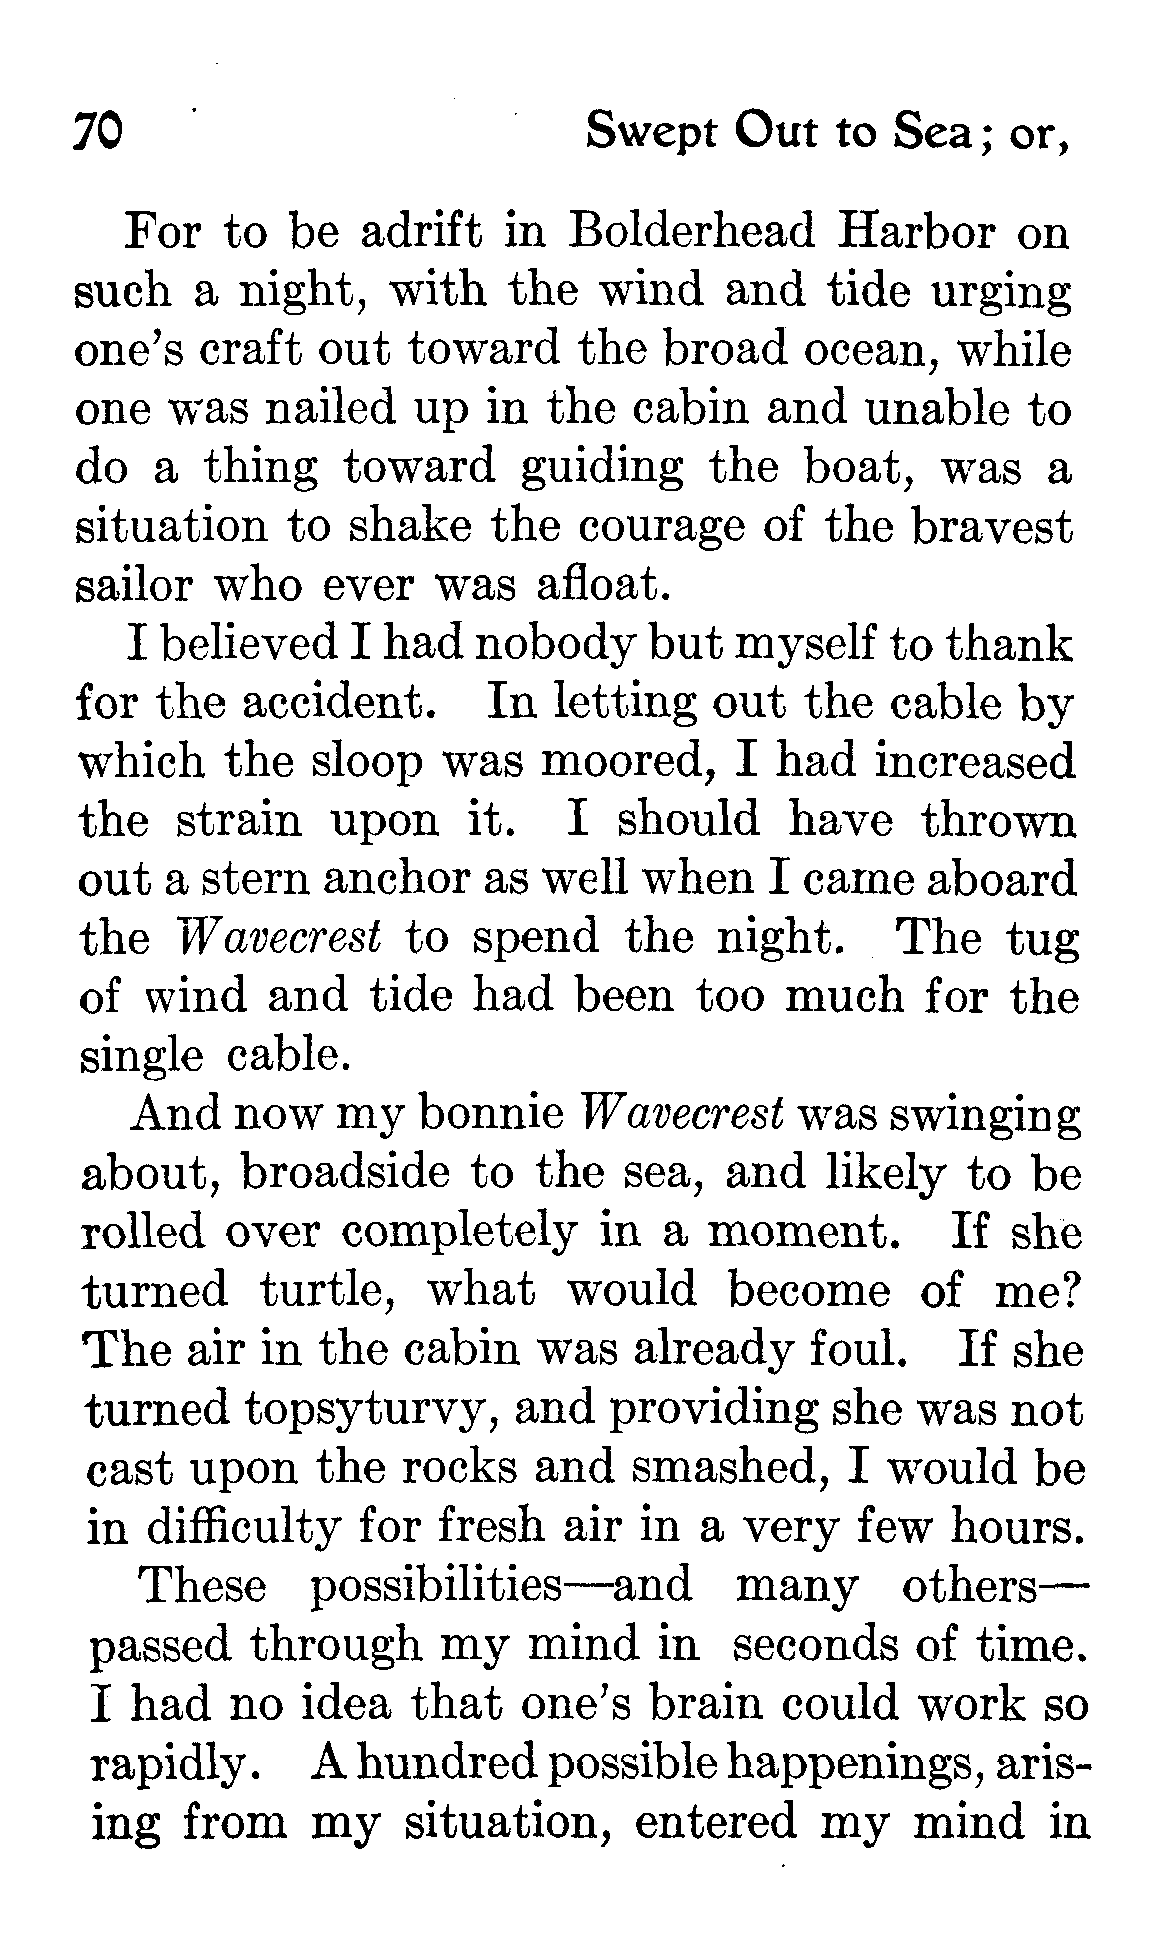 70 Swept Out to Sea; or,
For to be adrift in Bolderhead Harbor on
such a night, with the wind and tide urging
one's craft out toward the broad ocean, while
one was nailed up in the cabin and unable to
do a thing toward guiding the boat, was a
situation to shake the courage of the bravest
sailor who ever was afloat.
I believed I had nobody but myself to thank
for the accident. In letting out the cable by
which the sloop was moored, I had increased
the strain upon it. I should have thrown
out a stern anchor as well when I came aboard
the Wavecrest to spend the night. The tug
of wind and tide had been too much for the
single cable.
And now my bonnie Wavecrest was swinging
about, broadside to the sea, and likely to be
rolled over completely in a moment. If she
turned turtle, what would become of me?
The air in the cabin was already foul. If she
turned topsyturvy, and providing she was not
cast upon the rocks and smashed, I would be
in difficulty for fresh air in a very few hours.
These possibilities—and many others—
passed through my mind in seconds of time.
I had no idea that one's brain could work so
rapidly. A hundred possible happenings, aris-
ing from my situation, entered my mind in